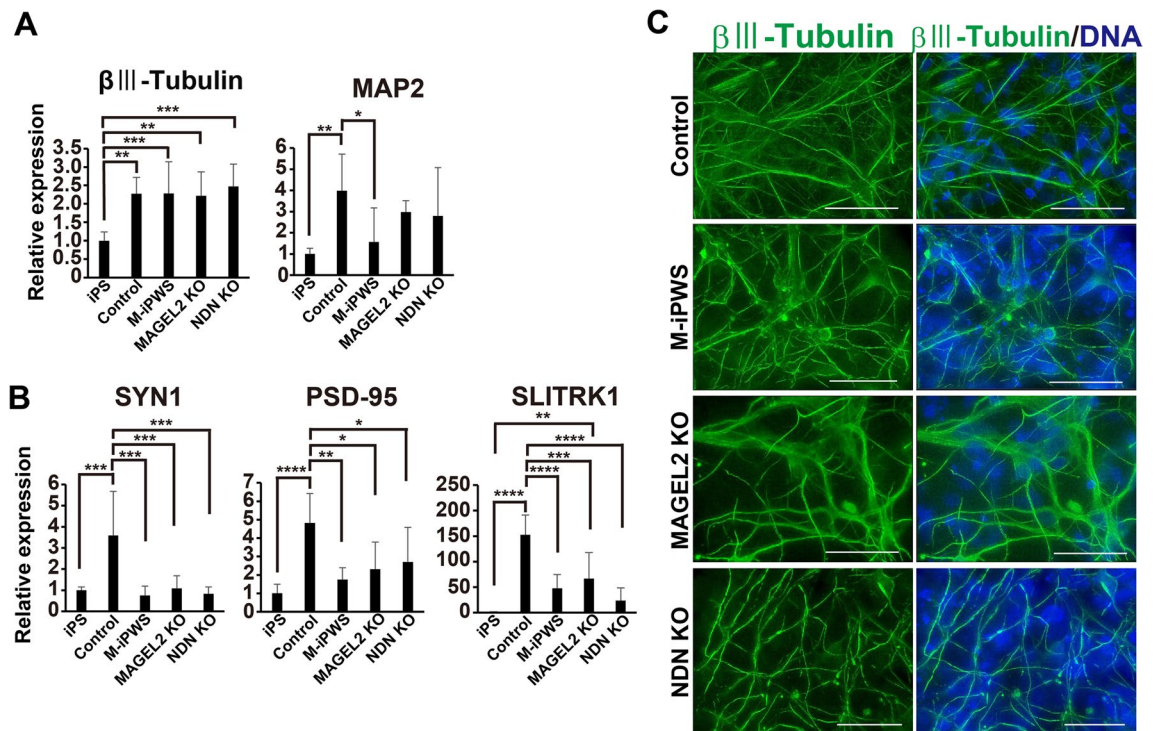 A
βⅢ-Tubulin
MAP2
***
**
***
**
*
**
Relative expression
3.5
3.0
2.5
2.0
1.5
1.0
0.5
0
6
5
4
3
2
1
0
iPS
Control
M-iPWS
MAGEL2 KO
NDN KO
iPS
Control
M-iPWS
MAGEL2 KO
NDN KO
B
SYN1
PSD-95
SLITRK1
***
***
***
***
*
*
**
****
**
****
***
****
****
Relative expression
6
5
4
3
2
1
0
7
6
5
4
3
2
1
0
250
200
150
100
50
0
iPS
Control
M-iPWS
MAGEL2 KO
NDN KO
iPS
Control
M-iPWS
MAGEL2 KO
NDN KO
iPS
Control
M-iPWS
MAGEL2 KO
NDN KO
C
βⅢ-Tubulin
βⅢ-Tubulin/DNA
Control
M-iPWS
MAGEL2 KO
NDN KO